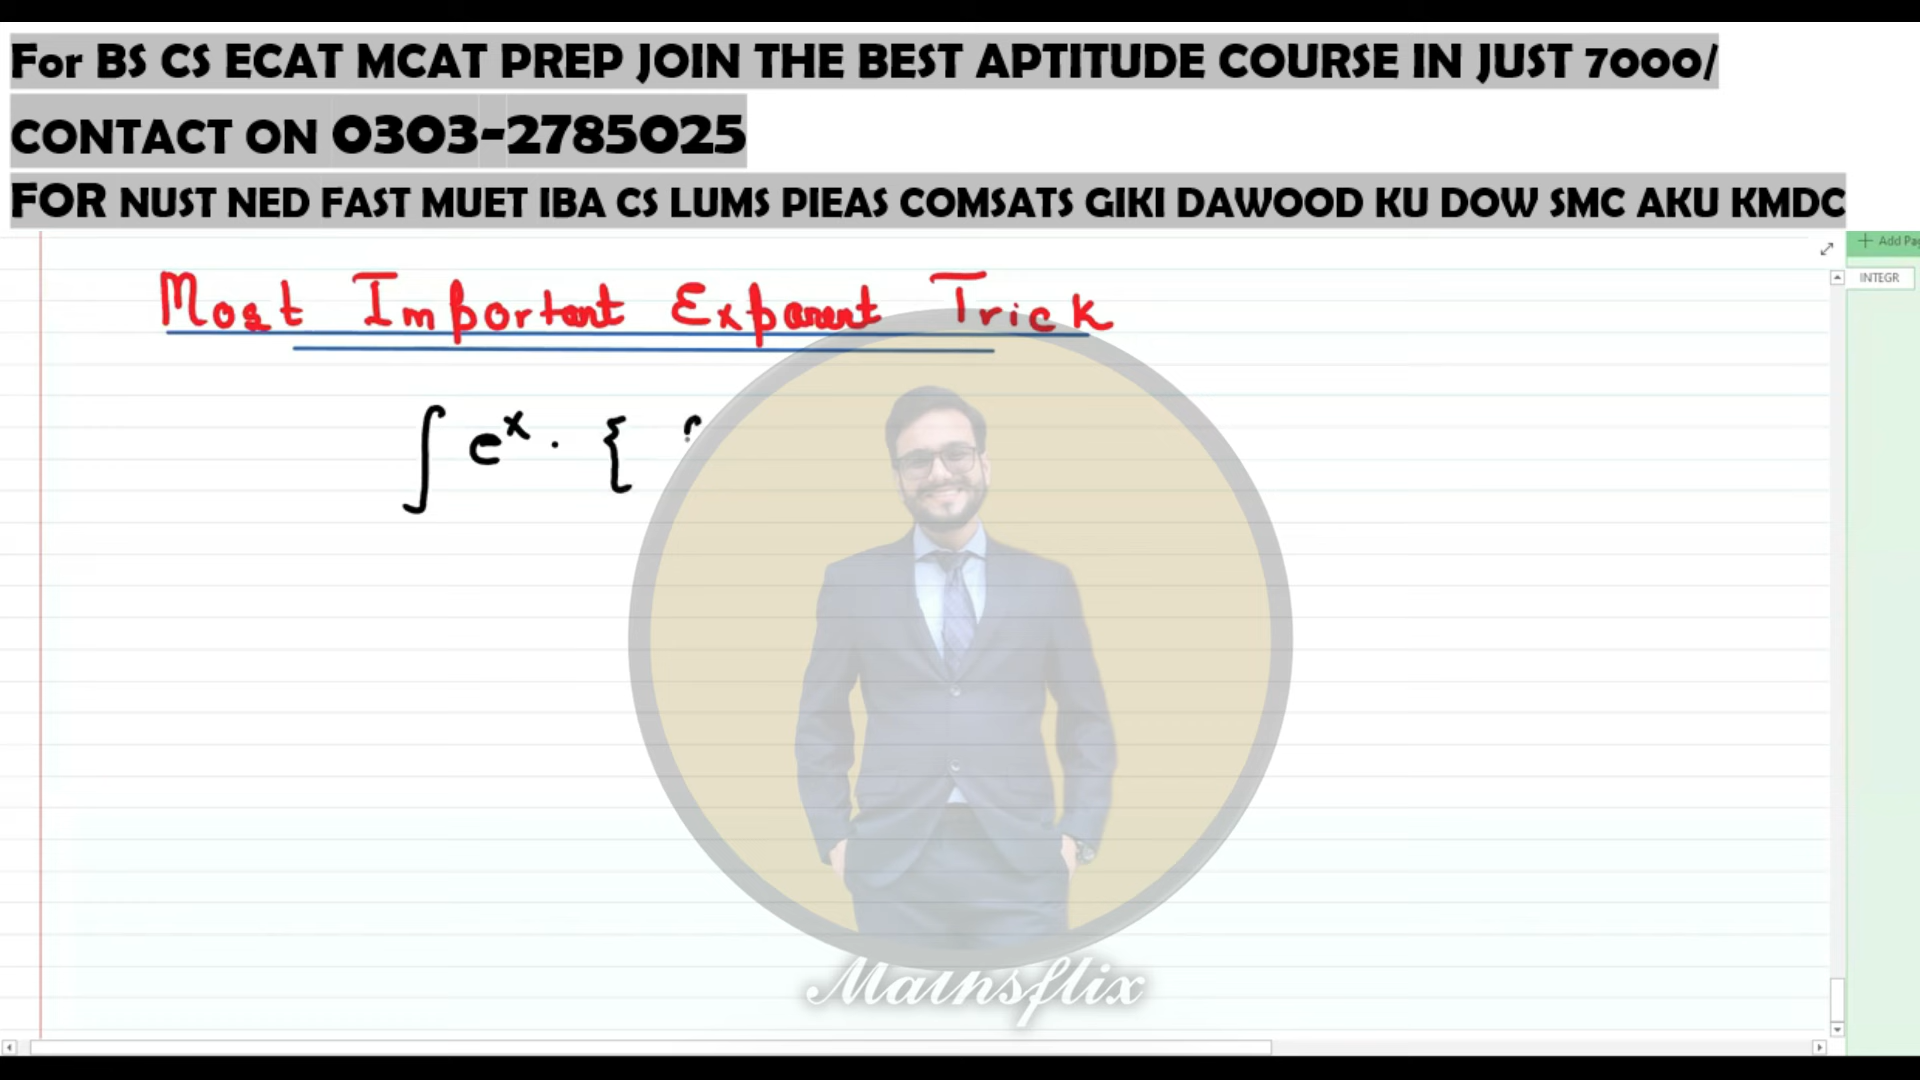 For BS CS ECAT MCAT PREP JOIN THE BEST APTITUDE COURSE IN JUST 7000/
CONTACT ON 0303-2785025
FOR NUST NED FAST MUET IBA CS LUMS PIEAS COMSATS GIKI DAWOOD KU DOW SMC AKU KMDC
Add Pag
INTEGR
Most Important Exponent Trick
∫ eˣ · {
Mainsflix